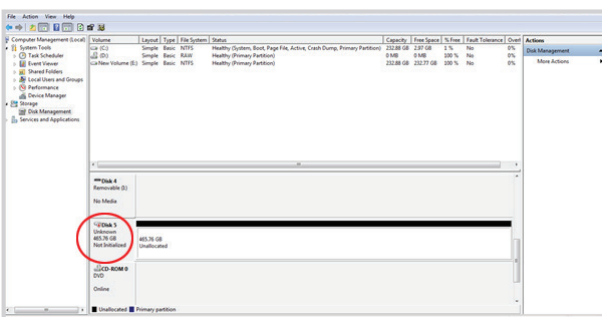 File Action View Help
Computer Management (Local)
System Tools
Task Scheduler
Event Viewer
Shared Folders
Local Users and Groups
Performance
Device Manager
Storage
Disk Management
Services and Applications
Volume Layout Type File System Status Capacity Free Space % Free Fault Tolerance Overl
(C:) Simple Basic NTFS Healthy (System, Boot, Page File, Active, Crash Dump, Primary Partition) 232.88 GB 2.97 GB 1 % No 0%
(D:) Simple Basic RAW Healthy (Primary Partition) 0 MB 0 MB 100 % No 0%
New Volume (E:) Simple Basic NTFS Healthy (Primary Partition) 232.88 GB 232.77 GB 100 % No 0%
Disk 4
Removable
No Media
Disk 5
Unknown
465.76 GB
Not Initialized
465.76 GB
Unallocated
CD-ROM 0
DVD
Online
Unallocated Primary partition
Actions
Disk Management
More Actions